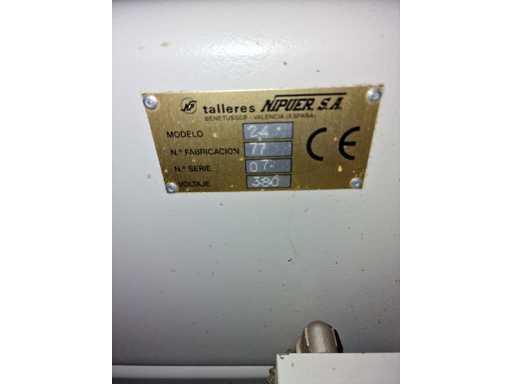 talleres NIPUER, S.A.
BENETUSSER - VALENCIA (ESPAÑA)
MODELO 24
N.º FABRICACION 77
N.º SERIE 07
VOLTAJE 380
CE